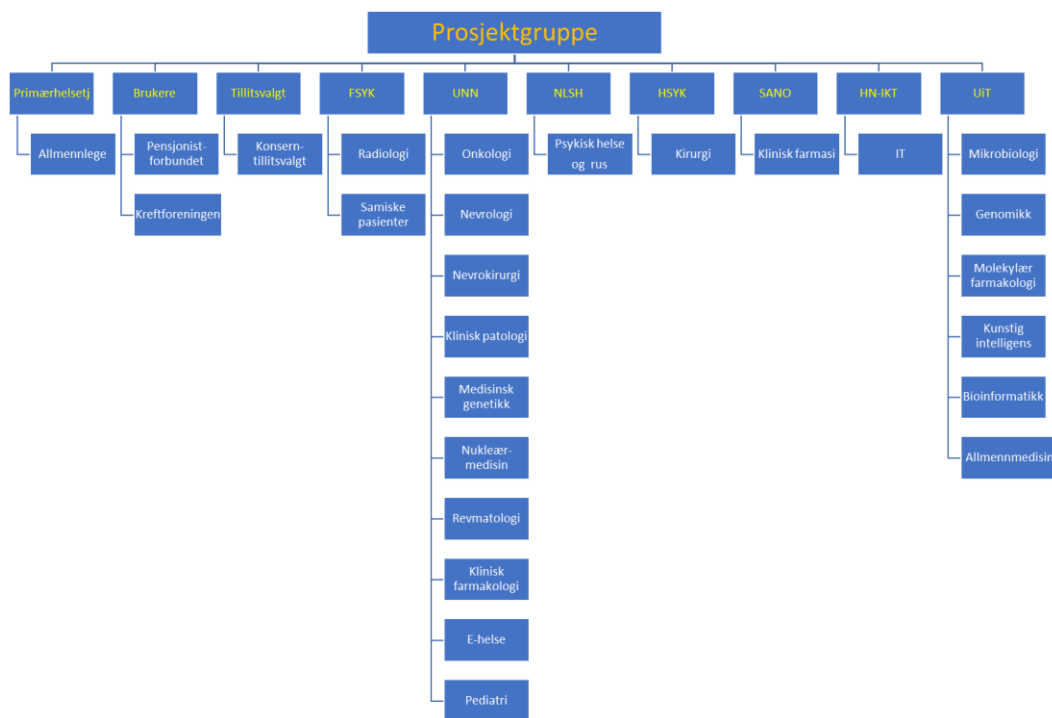 Prosjektgruppe
Primærhelsetj
Brukere
Tillitsvalgt
FSYK
UNN
NLSH
HSYK
SANO
HN-IKT
UiT
Allmennlege
Pensjonist-
forbundet
Kreftforeningen
Konsern-
tillitsvalgt
Radiologi
Samiske
pasienter
Onkologi
Nevrologi
Nevrokirurgi
Klinisk patologi
Medisinsk
genetikk
Nukleær-
medisin
Revmatologi
Klinisk
farmakologi
E-helse
Pediatri
Psykisk helse
og rus
Kirurgi
Klinisk farmasi
IT
Mikrobiologi
Genomikk
Molekylær
farmakologi
Kunstig
intelligens
Bioinformatikk
Allmennmedisin